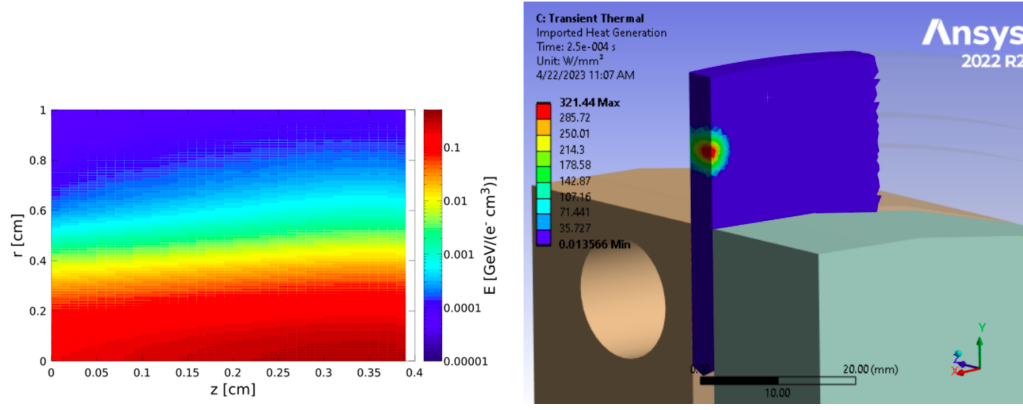 1
0.8
0.6
0.4
0.2
0
r [cm]
0
0.05
0.1
0.15
0.2
0.25
0.3
0.35
0.4
z [cm]
0.1
0.01
0.001
0.0001
0.00001
E [GeV/(e⁻ cm³)]
C: Transient Thermal
Imported Heat Generation
Time: 2.5e-004 s
Unit: W/mm³
4/22/2023 11:07 AM
321.44 Max
285.72
250.01
214.3
178.58
142.87
107.16
71.441
35.727
0.013566 Min
Ansys
2022 R2
Y
Z
X
20.00 (mm)
10.00